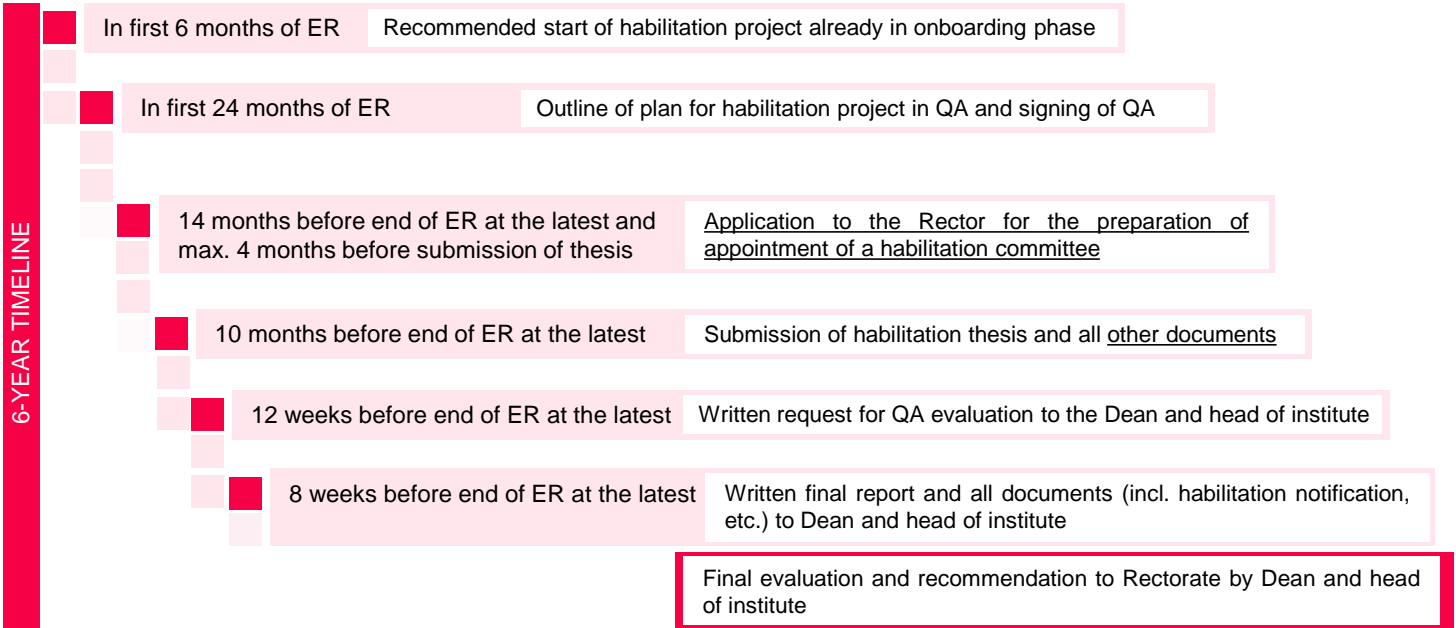 6-YEAR TIMELINE
In first 6 months of ER
Recommended start of habilitation project already in onboarding phase
In first 24 months of ER
Outline of plan for habilitation project in QA and signing of QA
14 months before end of ER at the latest and
max. 4 months before submission of thesis
Application to the Rector for the preparation of
appointment of a habilitation committee
10 months before end of ER at the latest
Submission of habilitation thesis and all other documents
12 weeks before end of ER at the latest
Written request for QA evaluation to the Dean and head of institute
8 weeks before end of ER at the latest
Written final report and all documents (incl. habilitation notification,
etc.) to Dean and head of institute
Final evaluation and recommendation to Rectorate by Dean and head
of institute